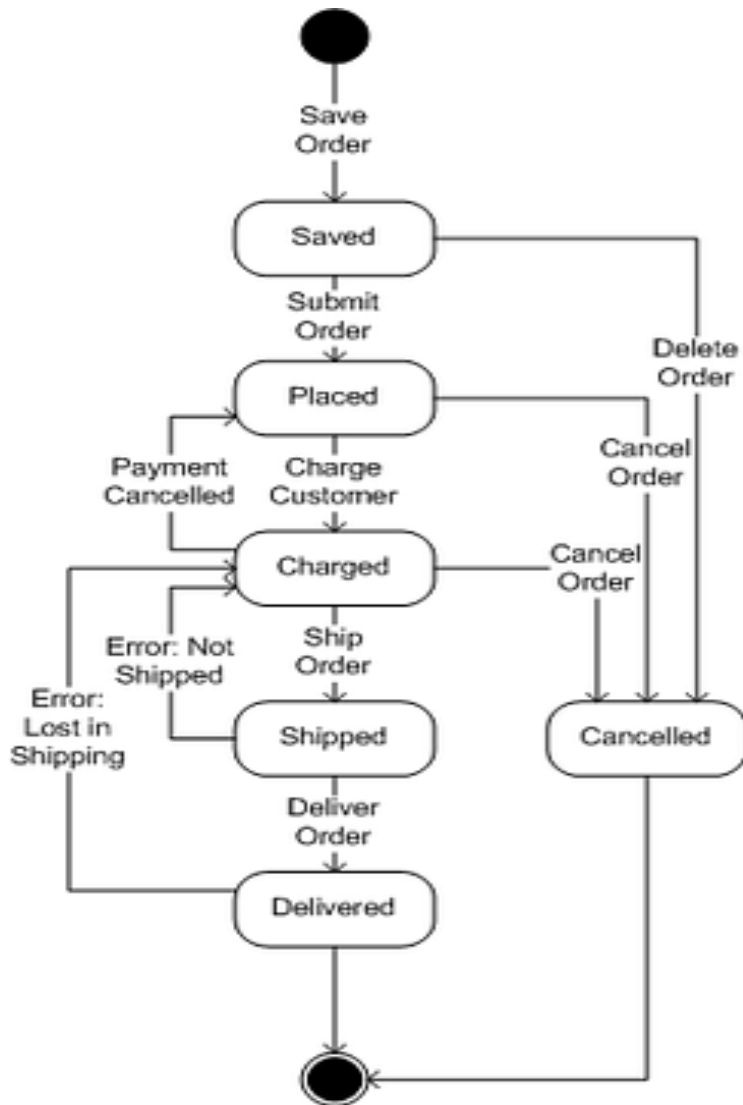 Save
Order
Saved
Submit
Order
Delete
Order
Placed
Cancel
Order
Payment
Cancelled
Charge
Customer
Charged
Cancel
Order
Error: Not
Shipped
Ship
Order
Error:
Lost in
Shipping
Shipped
Cancelled
Deliver
Order
Delivered